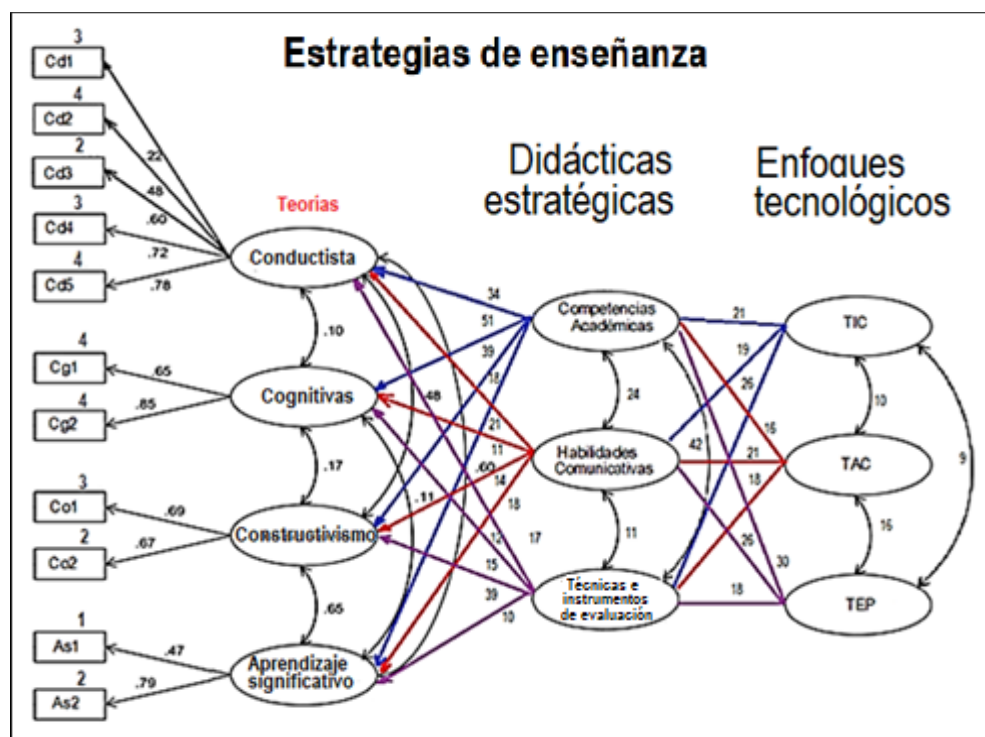 Estrategias de enseñanza
Didácticas
estratégicas
Enfoques
tecnológicos
Teorias
3
Cd1
4
Cd2
2
Cd3
3
Cd4
4
Cd5
.22
.48
.60
.72
.78
Conductista
.10
4
Cg1
4
Cg2
.65
.85
Cognitivas
.17
3
Co1
2
Co2
.69
.67
Constructivismo
.65
1
As1
2
As2
.47
.79
Aprendizaje
significativo
.48
.60
.11
34
51
39
18
21
11
14
18
17
12
15
39
10
Competencias
Académicas
24
Habilidades
Comunicativas
11
Técnicas e
instrumentos
de evaluación
42
21
19
26
16
21
18
26
30
18
TIC
10
TAC
16
TEP
9